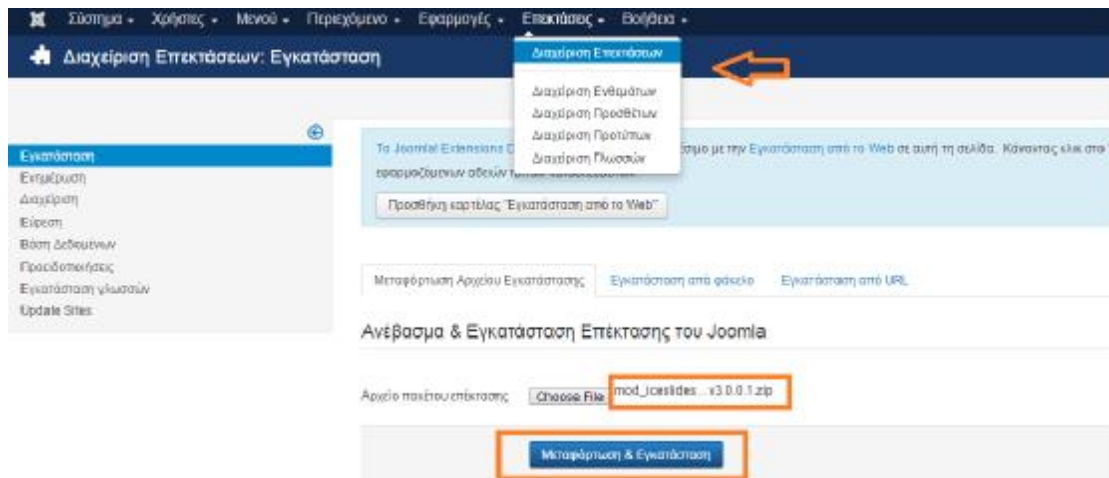 Σύστημα Χρήστες Μενού Περιεχόμενο Εφαρμογές Επεκτάσεις Βοήθεια
Διαχείριση Επεκτάσεων: Εγκατάσταση
Διαχείριση Επεκτάσεων
Διαχείριση Ενθεμάτων
Διαχείριση Προσθέτων
Διαχείριση Προτύπων
Διαχείριση Γλωσσών
Εγκατάσταση
Ενημέρωση
Διαχείριση
Εύρεση
Βάση Δεδομένων
Προειδοποιήσεις
Εγκατάσταση γλωσσών
Update Sites
Το Joomla! Extensions με την Εγκατάσταση από το Web σε αυτή τη σελίδα. Κάνοντας κλικ στο
εφαρμοζόμενων αδειών
Προσθήκη καρτέλας "Εγκατάσταση από το Web"
Μεταφόρτωση Αρχείου Εγκατάστασης Εγκατάσταση από φάκελο Εγκατάσταση από URL
Ανέβασμα & Εγκατάσταση Επέκτασης του Joomla
Αρχείο πακέτου επέκτασης Choose File mod_iceslides...v3.0.0.1.zip
Μεταφόρτωση & Εγκατάσταση